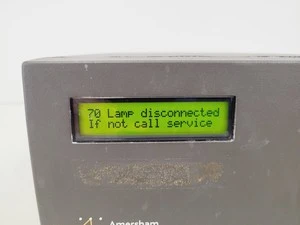 70 Lamp disconnected
If not call service
Amersham